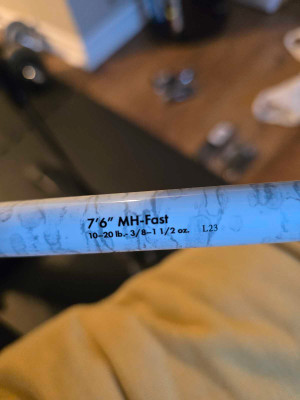 7'6" MH-Fast
10-20 lb.- 3/8-1 1/2 oz. L23